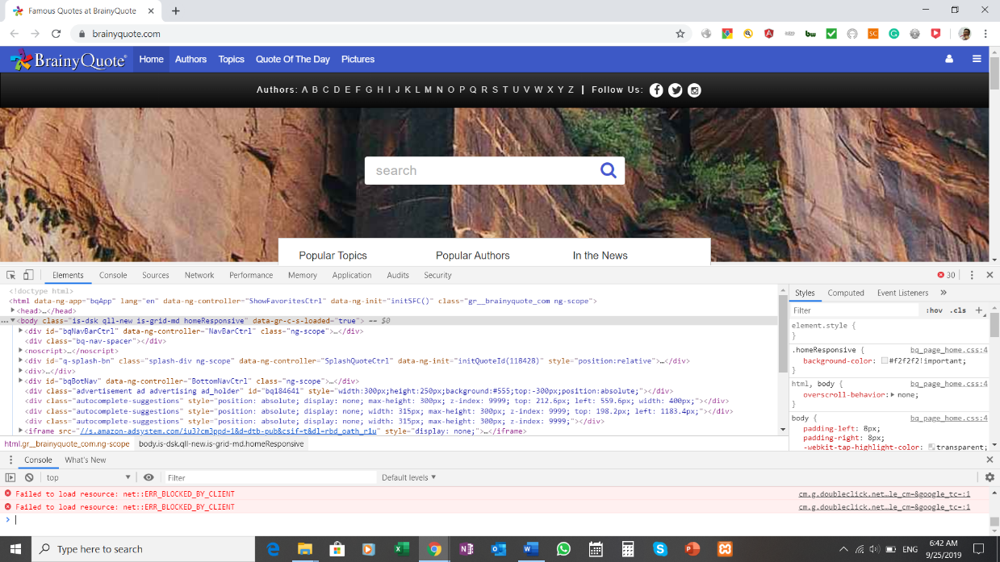 Famous Quotes at BrainyQuote
brainyquote.com
BrainyQuote Home Authors Topics Quote Of The Day Pictures
Authors: A B C D E F G H I J K L M N O P Q R S T U V W X Y Z | Follow Us:
search
Popular Topics Popular Authors In the News
Elements Console Sources Network Performance Memory Application Audits Security 30
<!doctype html>
<html data-ng-app="bqApp" lang="en" data-ng-controller="ShowFavoritesCtrl" data-ng-init="initSFC()" class="gr__brainyquote_com ng-scope">
<head>…</head>
<body class="is-dsk qll-new is-grid-md homeResponsive" data-gr-c-s-loaded="true"> == $0
<div id="bqNavBarCtrl" data-ng-controller="NavBarCtrl" class="ng-scope">…</div>
<div class="bq-nav-spacer"></div>
<noscript>…</noscript>
<div id="q-splash-bn" class="splash-div ng-scope" data-ng-controller="SplashQuoteCtrl" data-ng-init="initQuoteId(118428)" style="position:relative">…</div>
<div>…</div>
<div id="bqBotNav" data-ng-controller="BottomNavCtrl" class="ng-scope">…</div>
<div class="advertisement ad advertising ad_holder" id="bq184641" style="width:300px;height:250px;background:#555;top:-300px;position:absolute;"></div>
<div class="autocomplete-suggestions" style="position: absolute; display: none; max-height: 300px; z-index: 9999; top: 212.6px; left: 559.6px; width: 400px;"></div>
<div class="autocomplete-suggestions" style="position: absolute; display: none; width: 315px; max-height: 300px; z-index: 9999; top: 198.2px; left: 1183.4px;"></div>
<div class="autocomplete-suggestions" style="position: absolute; display: none; width: 315px; max-height: 300px; z-index: 9999;"></div>
<iframe src="//s.amazon-adsystem.com/iu3?cm3ppd=1&d=dtb-pub&csif=t&dl=rbd_oath_rlu" style="display: none;">…</iframe>
html.gr__brainyquote_com.ng-scope body.is-dsk.qll-new.is-grid-md.homeResponsive
Styles Computed Event Listeners
Filter :hov .cls
element.style {
}
.homeResponsive { bq_page_home.css:4
background-color: #f2f2f2!important;
}
html, body { bq_page_home.css:4
overscroll-behavior: none;
}
body { bq_page_home.css:4
padding-left: 8px;
padding-right: 8px;
-webkit-tap-highlight-color: transparent;
Console What's New
top Filter Default levels
Failed to load resource: net::ERR_BLOCKED_BY_CLIENT cm.g.doubleclick.net…le_cm=&google_tc=:1
Failed to load resource: net::ERR_BLOCKED_BY_CLIENT cm.g.doubleclick.net…le_cm=&google_tc=:1
Type here to search
ENG
6:42 AM
9/25/2019